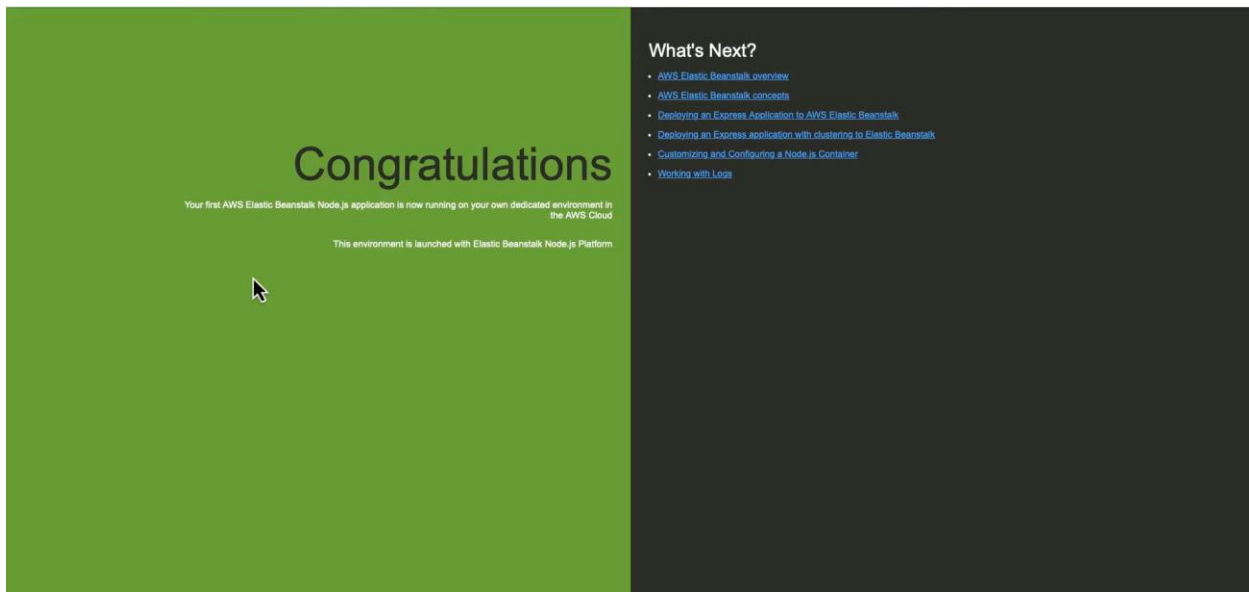 Congratulations
Your first AWS Elastic Beanstalk Node.js application is now running on your own dedicated environment in
the AWS Cloud
This environment is launched with Elastic Beanstalk Node.js Platform
What's Next?
AWS Elastic Beanstalk overview
AWS Elastic Beanstalk concepts
Deploying an Express Application to AWS Elastic Beanstalk
Deploying an Express application with clustering to Elastic Beanstalk
Customizing and Configuring a Node.js Container
Working with Logs